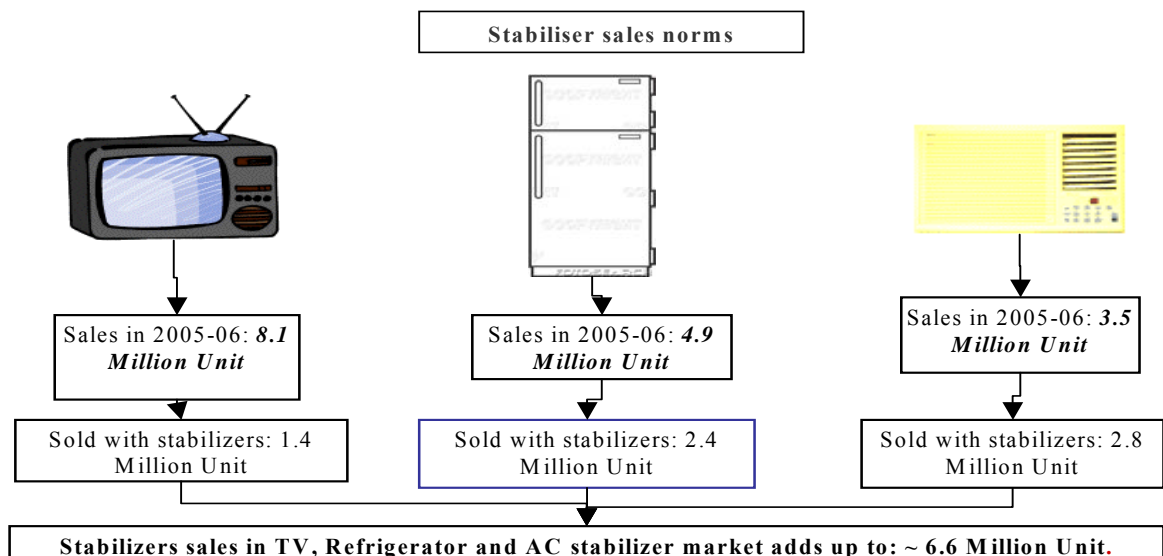 Stabiliser sales norms
COPYRIGHT
COPYRIGHT
COPYRIGHT
Sales in 2005-06: 8.1
Million Unit
Sales in 2005-06: 4.9
Million Unit
Sales in 2005-06: 3.5
Million Unit
Sold with stabilizers: 1.4
Million Unit
Sold with stabilizers: 2.4
Million Unit
Sold with stabilizers: 2.8
Million Unit
Stabilizers sales in TV, Refrigerator and AC stabilizer market adds up to: ~ 6.6 Million Unit.